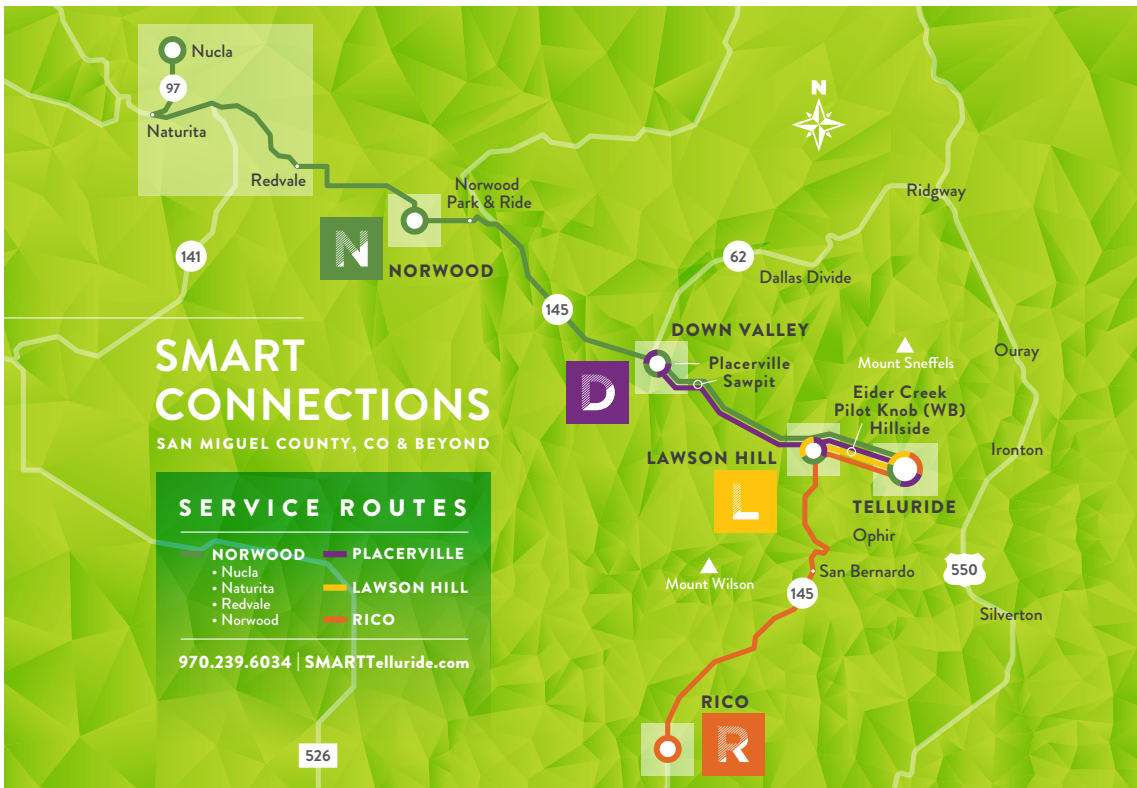 Nucla
97
Naturita
Redvale
N
Norwood
Park & Ride
Ridgway
141
N
NORWOOD
62
Dallas Divide
145
DOWN VALLEY
Placerville
Sawpit
D
Mount Sneffels
Ouray
SMART
CONNECTIONS
SAN MIGUEL COUNTY, CO & BEYOND
Eider Creek
Pilot Knob (WB)
Hillside
Ironton
LAWSON HILL
L
TELLURIDE
Ophir
SERVICE ROUTES
NORWOOD
• Nucla
• Naturita
• Redvale
• Norwood
PLACERVILLE
LAWSON HILL
RICO
970.239.6034 | SMARTTelluride.com
San Bernardo
Mount Wilson
145
550
Silverton
RICO
R
526